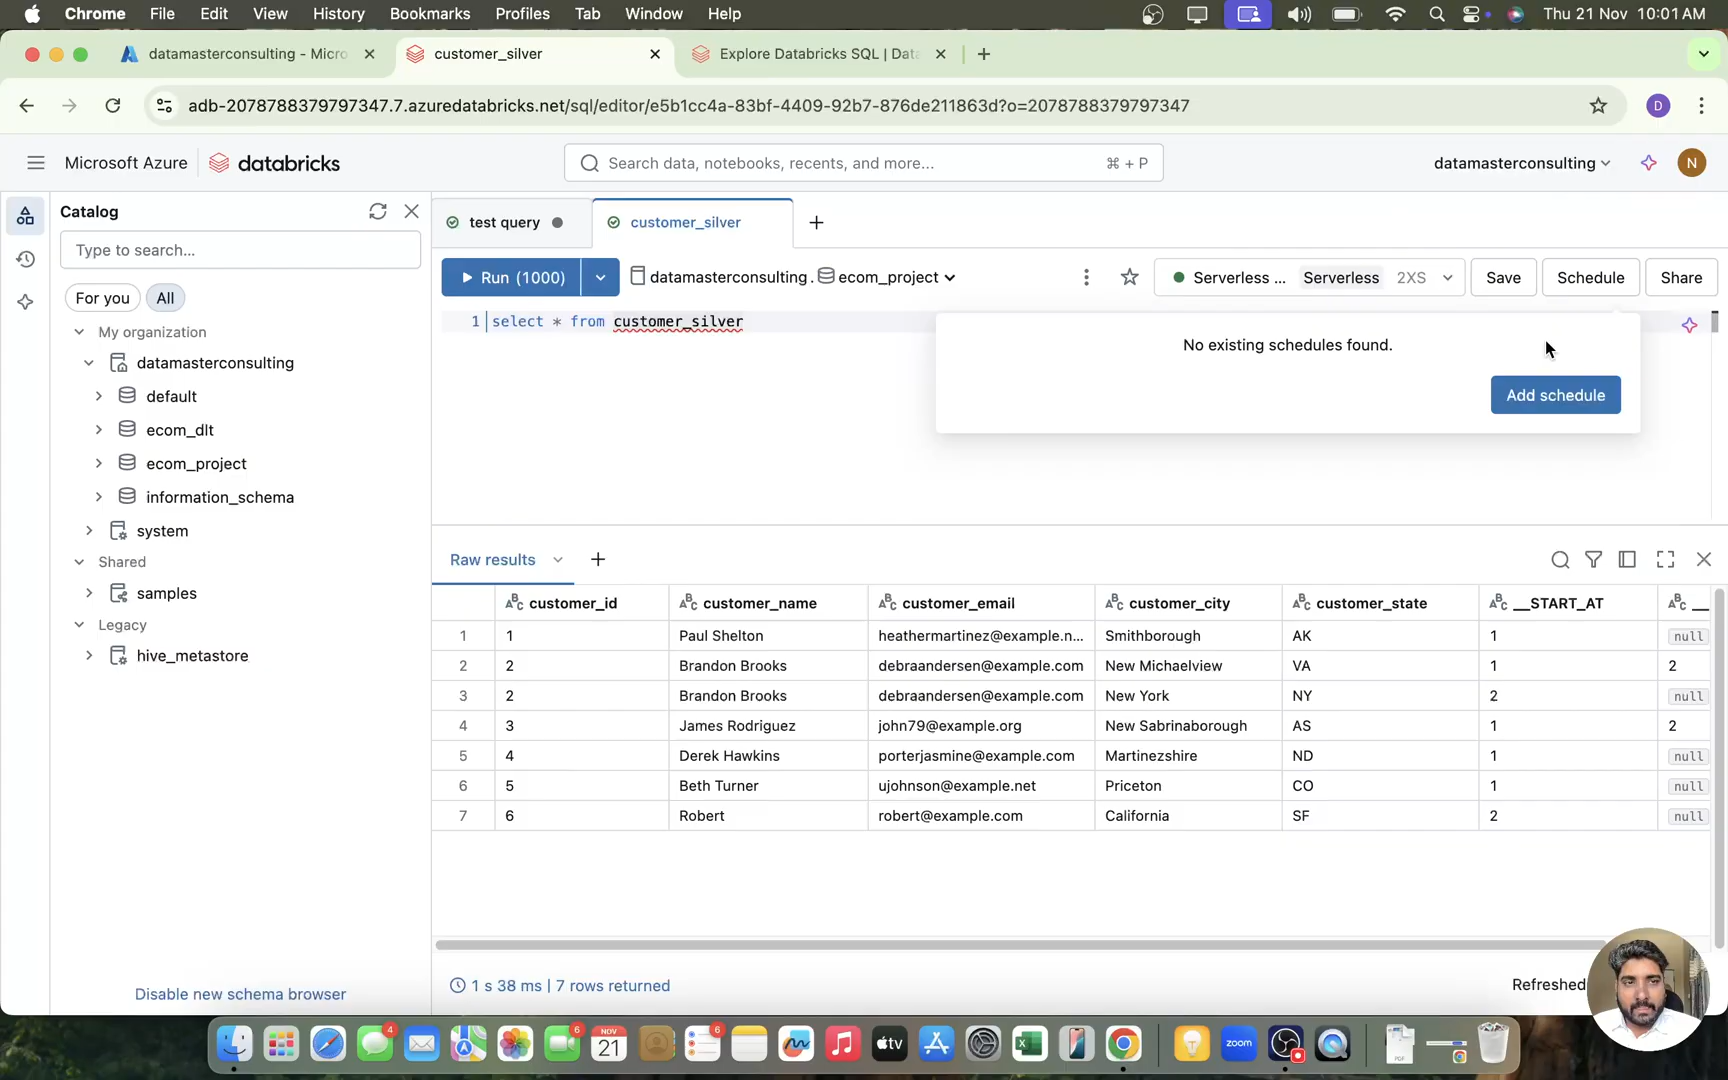 Chrome File Edit View History Bookmarks Profiles Tab Window Help Thu 21 Nov 10:01 AM
datamasterconsulting - Micro customer_silver Explore Databricks SQL | Data
adb-2078788379797347.7.azuredatabricks.net/sql/editor/e5b1cc4a-83bf-4409-92b7-876de211863d?o=2078788379797347 D
Microsoft Azure databricks Search data, notebooks, recents, and more... ⌘ + P datamasterconsulting N
Catalog
Type to search...
For you All
My organization
datamasterconsulting
default
ecom_dlt
ecom_project
information_schema
system
Shared
samples
Legacy
hive_metastore
Disable new schema browser
test query customer_silver
Run (1000) datamasterconsulting . ecom_project Serverless ... Serverless 2XS Save Schedule Share
1 select * from customer_silver
No existing schedules found.
Add schedule
Raw results
customer_id customer_name customer_email customer_city customer_state __START_AT __
1 1 Paul Shelton heathermartinez@example.n... Smithborough AK 1 null
2 2 Brandon Brooks debraandersen@example.com New Michaelview VA 1 2
3 2 Brandon Brooks debraandersen@example.com New York NY 2 null
4 3 James Rodriguez john79@example.org New Sabrinaborough AS 1 2
5 4 Derek Hawkins porterjasmine@example.com Martinezshire ND 1 null
6 5 Beth Turner ujohnson@example.net Priceton CO 1 null
7 6 Robert robert@example.com California SF 2 null
1 s 38 ms | 7 rows returned Refreshed
4 6 NOV 21 6 tv zoom